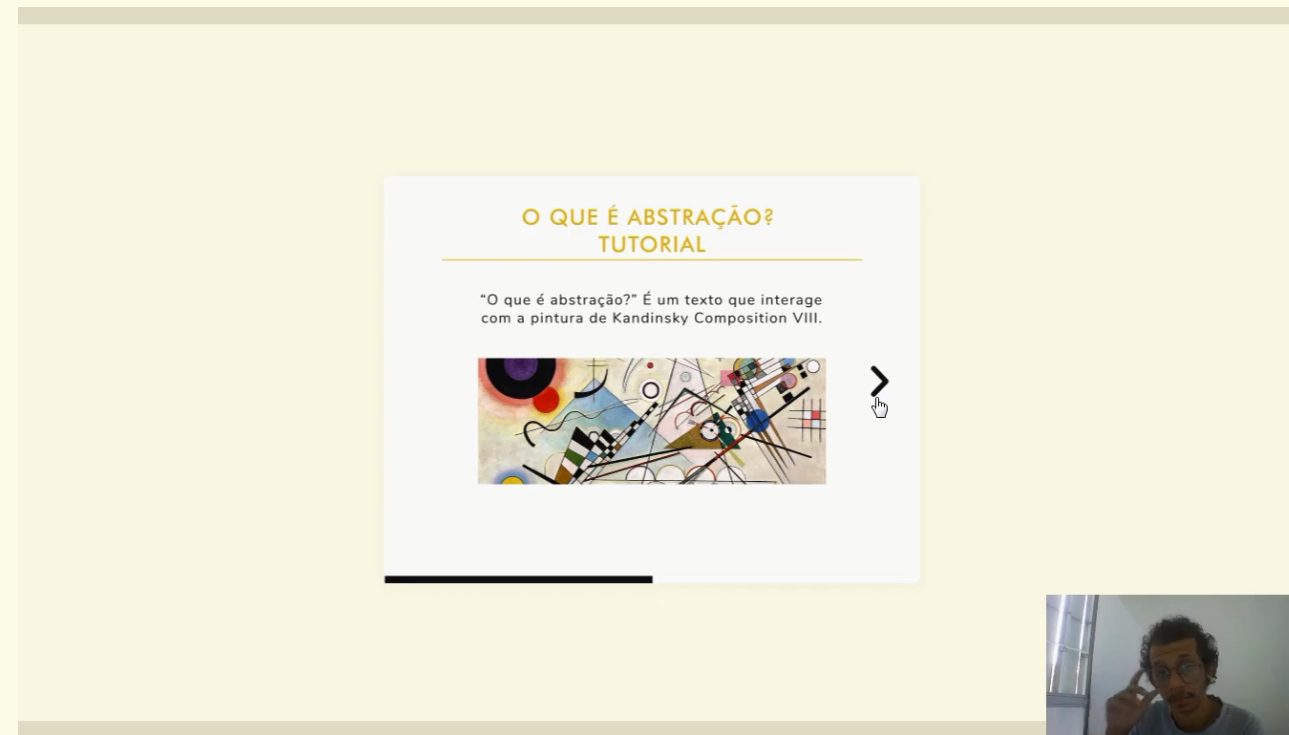 O QUE É ABSTRAÇÃO?
TUTORIAL
“O que é abstração?” É um texto que interage
com a pintura de Kandinsky Composition VIII.